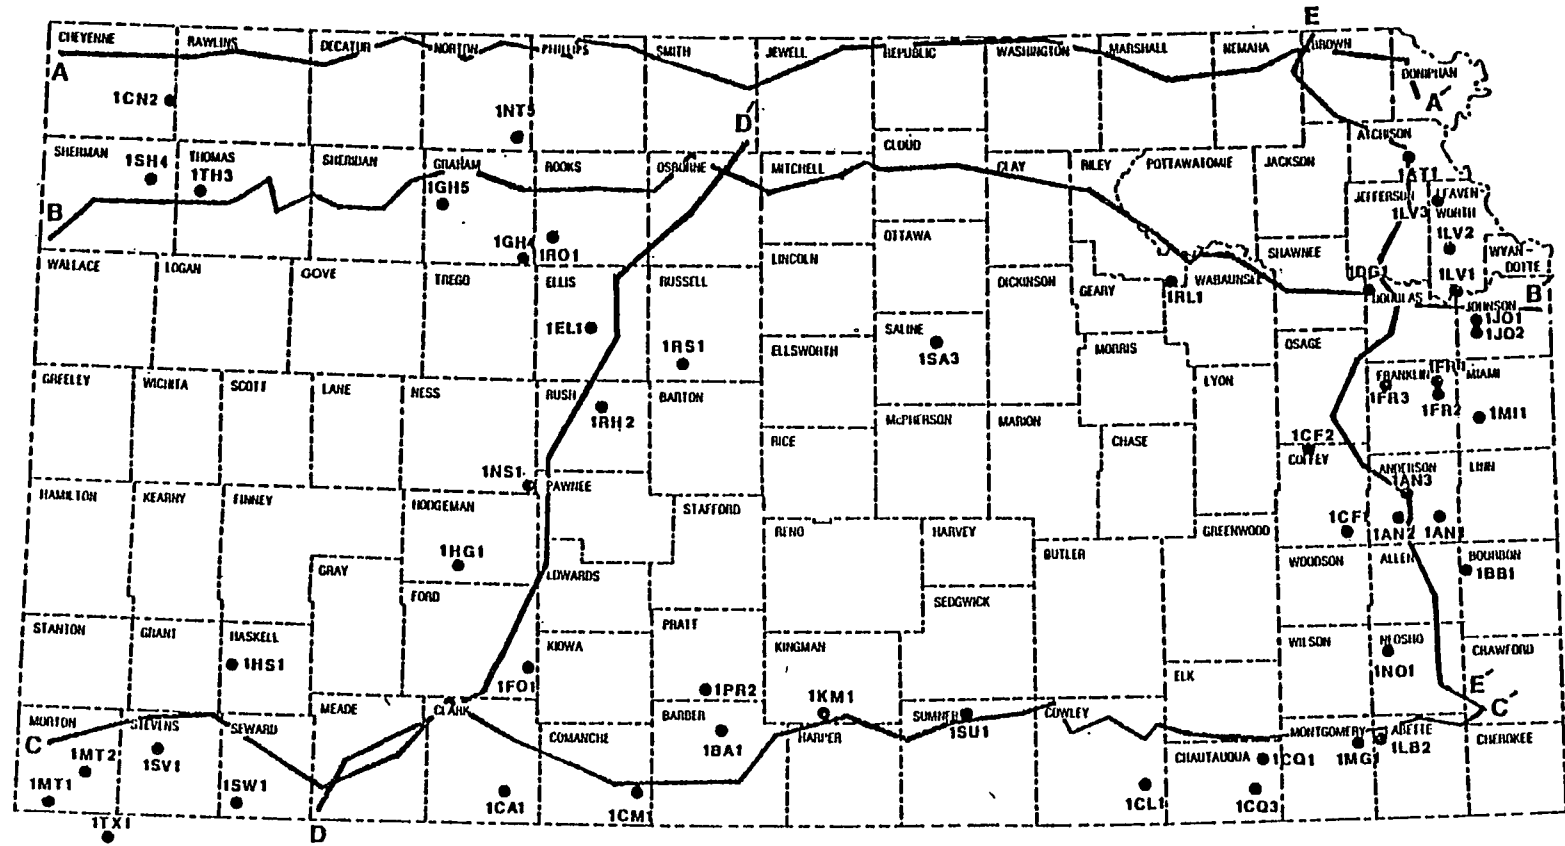 E
CHEYENNE
RAWLINS
DECATUR
NORTON
PHILLIPS
SMITH
JEWELL
REPUBLIC
WASHINGTON
MARSHALL
NEMAHA
BROWN
DONIPHAN
A
A´
1CN2
1NT5
D´
SHERMAN
1SH4
THOMAS
1TH3
SHERIDAN
GRAHAM
1GH5
ROOKS
OSBORNE
MITCHELL
CLOUD
CLAY
RILEY
POTTAWATOMIE
JACKSON
ATCHISON
1AT1
JEFFERSON
LEAVEN
WORTH
1LV3
B
1GH4
1RO1
OTTAWA
SHAWNEE
1LV2
WYAN-
DOTTE
WALLACE
LOGAN
GOVE
TREGO
ELLIS
RUSSELL
LINCOLN
DICKINSON
GEARY
1RL1
WABAUNSEE
1DG1
DOUGLAS
1LV1
JOHNSON
B´
1JO1
1JO2
1EL1
1RS1
ELLSWORTH
SALINE
1SA3
MORRIS
OSAGE
GREELEY
WICHITA
SCOTT
LANE
NESS
RUSH
1RH2
BARTON
LYON
FRANKLIN
1FR1
MIAMI
1FR3
1FR2
1MI1
RICE
McPHERSON
MARION
CHASE
1CF2
COFFEY
ANDERSON
1AN3
LINN
1NS1
PAWNEE
HAMILTON
KEARNY
FINNEY
HODGEMAN
STAFFORD
RENO
HARVEY
BUTLER
GREENWOOD
1CF1
1AN2
1AN1
1HG1
GRAY
EDWARDS
WOODSON
ALLEN
BOURBON
1BB1
FORD
SEDGWICK
STANTON
GRANT
HASKELL
1HS1
KIOWA
PRATT
KINGMAN
WILSON
NEOSHO
CRAWFORD
1FO1
1PR2
1KM1
ELK
1NO1
E´
C´
MORTON
STEVENS
SEWARD
MEADE
CLARK
COMANCHE
BARBER
HARPER
SUMNER
COWLEY
MONTGOMERY
LABETTE
CHEROKEE
C
1MT2
1SV1
1BA1
1SU1
CHAUTAUQUA
1CQ1
1MG1
1LB2
1MT1
1SW1
1CA1
1CM1
1CL1
1CQ3
1TX1
D